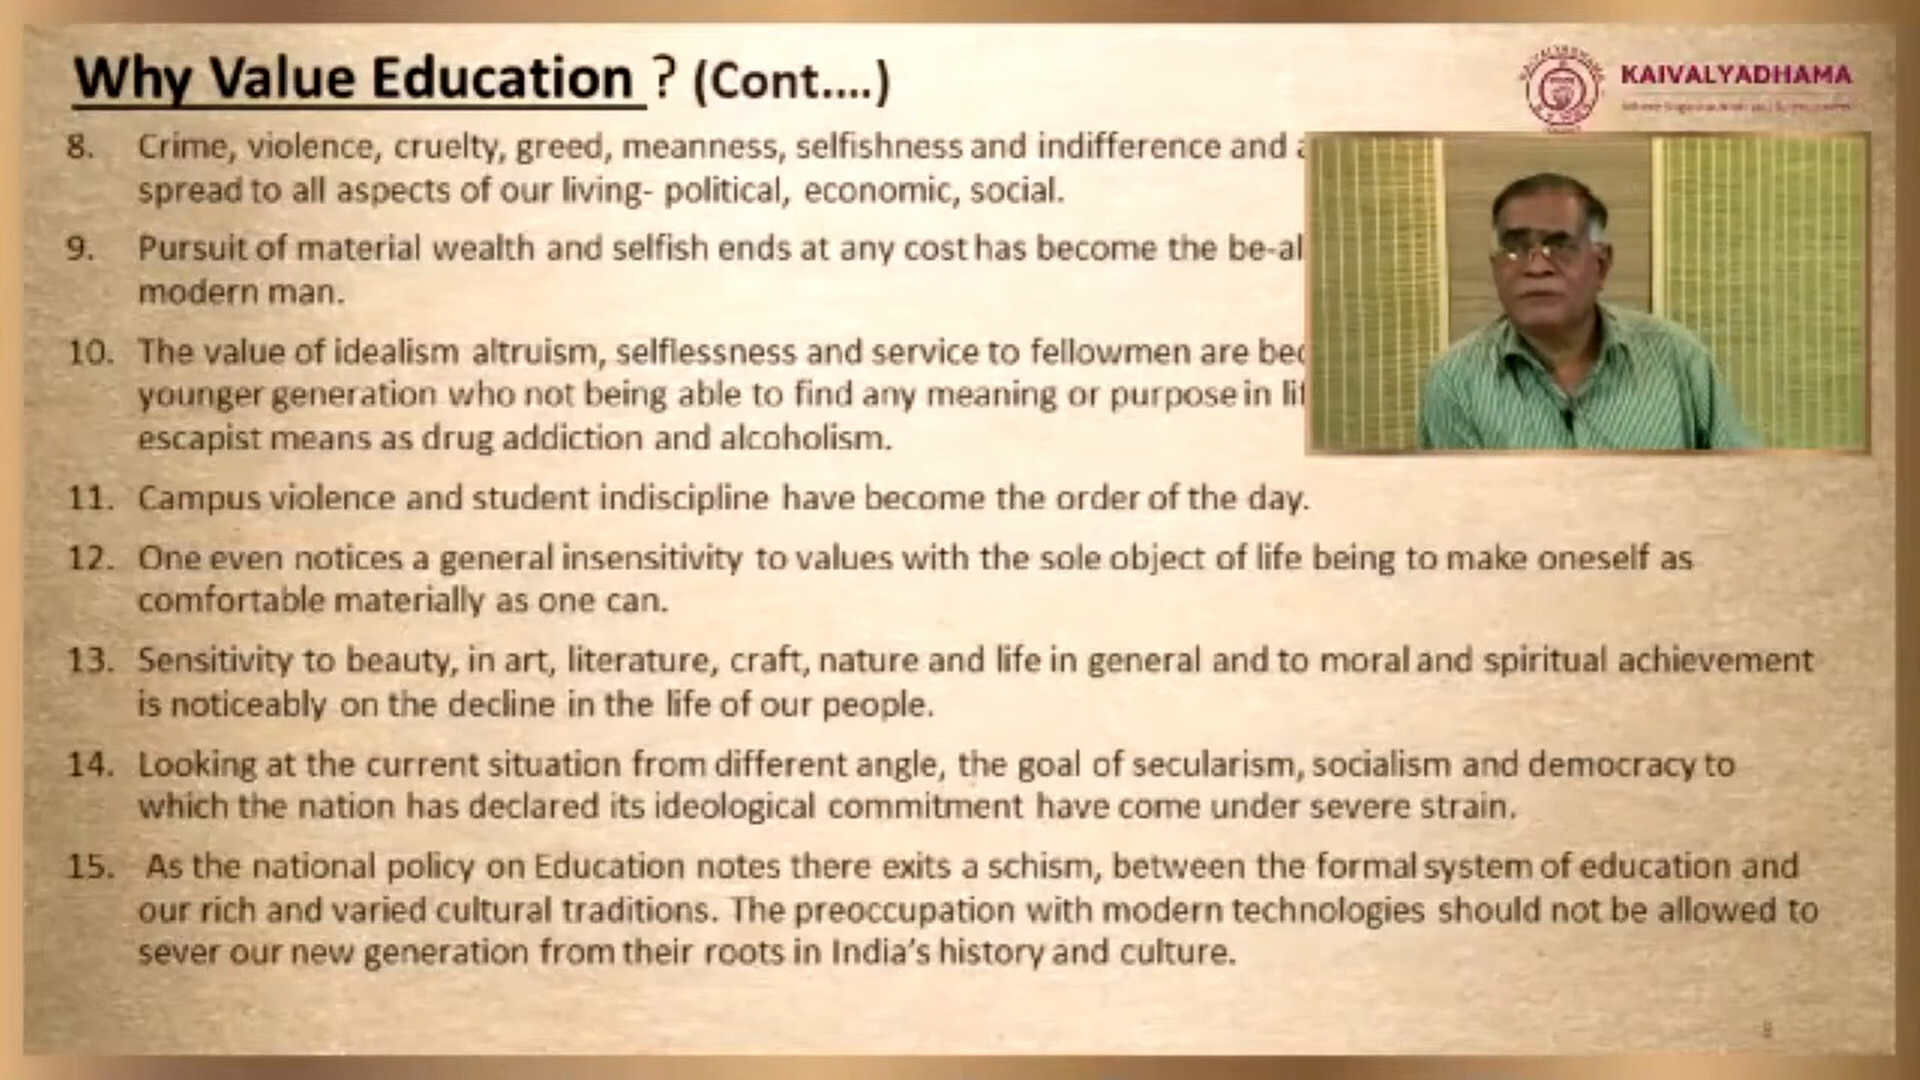 Why Value Education ? (Cont....)
KAIVALYADHAMA
8. Crime, violence, cruelty, greed, meanness, selfishness and indifference and
spread to all aspects of our living- political, economic, social.
9. Pursuit of material wealth and selfish ends at any cost has become the
modern man.
10. The value of idealism altruism, selflessness and service to fellowmen are
younger generation who not being able to find any meaning or purpose in
escapist means as drug addiction and alcoholism.
11. Campus violence and student indiscipline have become the order of the day.
12. One even notices a general insensitivity to values with the sole object of life being to make oneself as
comfortable materially as one can.
13. Sensitivity to beauty, in art, literature, craft, nature and life in general and to moral and spiritual achievement
is noticeably on the decline in the life of our people.
14. Looking at the current situation from different angle, the goal of secularism, socialism and democracy to
which the nation has declared its ideological commitment have come under severe strain.
15. As the national policy on Education notes there exits a schism, between the formal system of education and
our rich and varied cultural traditions. The preoccupation with modern technologies should not be allowed to
sever our new generation from their roots in India's history and culture.
8